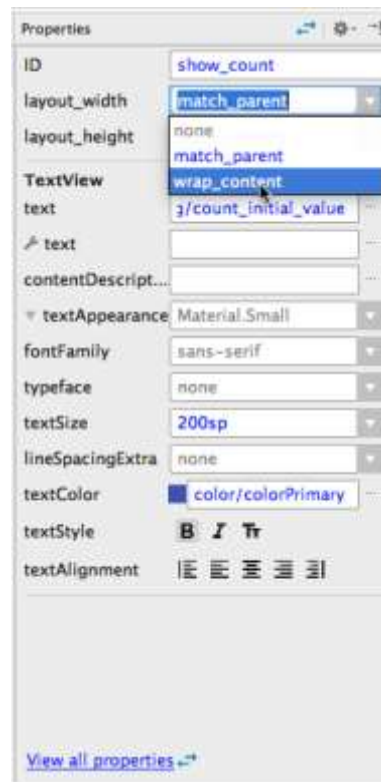 Properties
ID show_count
layout_width match_parent
layout_height none
match_parent
TextView wrap_content
text g/count_initial_value
text
contentDescript...
textAppearance Material.Small
fontFamily sans-serif
typeface none
textSize 200sp
lineSpacingExtra none
textColor color/colorPrimary
textStyle B I Tт
textAlignment
View all properties